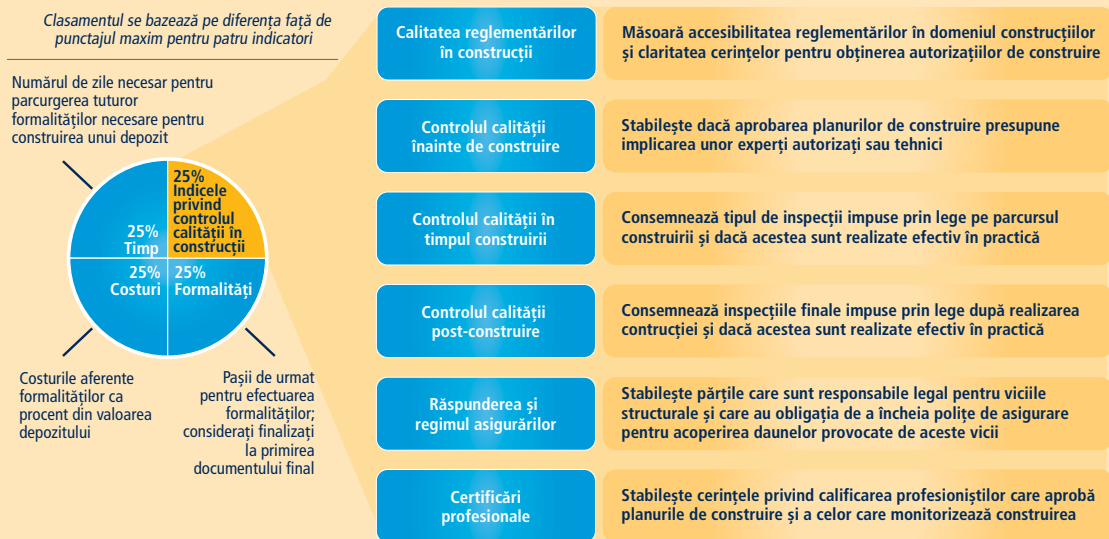 Clasamentul se bazează pe diferența față de
punctajul maxim pentru patru indicatori
Numărul de zile necesar pentru
parcurgerea tuturor
formalităților necesare pentru
construirea unui depozit
25%
Indicele
privind
controlul
calității în
construcții
25%
Timp
25%
Costuri
25%
Formalități
Costurile aferente
formalităților ca
procent din valoarea
depozitului
Pașii de urmat
pentru efectuarea
formalităților;
considerați finalizați
la primirea
documentului final
Calitatea reglementărilor
în construcții
Măsoară accesibilitatea reglementărilor în domeniul construcțiilor
și claritatea cerințelor pentru obținerea autorizațiilor de construire
Controlul calității
înainte de construire
Stabilește dacă aprobarea planurilor de construire presupune
implicarea unor experți autorizați sau tehnici
Controlul calității în
timpul construirii
Consemnează tipul de inspecții impuse prin lege pe parcursul
construirii și dacă acestea sunt realizate efectiv în practică
Controlul calității
post-construire
Consemnează inspecțiile finale impuse prin lege după realizarea
contrucției și dacă acestea sunt realizate efectiv în practică
Răspunderea și
regimul asigurărilor
Stabilește părțile care sunt responsabile legal pentru viciile
structurale și care au obligația de a încheia polițe de asigurare
pentru acoperirea daunelor provocate de aceste vicii
Certificări
profesionale
Stabilește cerințele privind calificarea profesioniștilor care aprobă
planurile de construire și a celor care monitorizează construirea